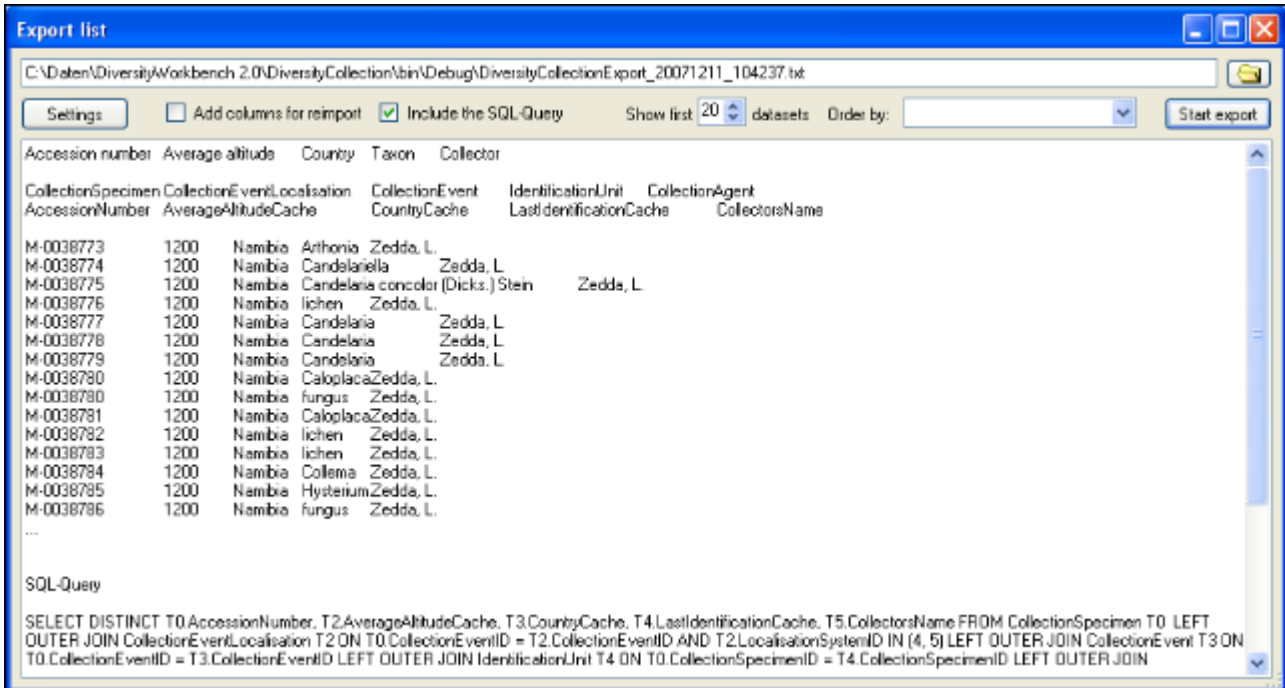 Export list
C:\Daten\DiversityWorkbench 2.0\DiversityCollection\bin\Debug\DiversityCollectionExport_20071211_104237.txt
Settings Add columns for reimport Include the SQL-Query Show first 20 datasets Order by: Start export
Accession number Average altitude Country Taxon Collector
CollectionSpecimen CollectionEventLocalisation CollectionEvent IdentificationUnit CollectionAgent
AccessionNumber AverageAltitudeCache CountryCache LastIdentificationCache CollectorsName
M-0038773 1200 Namibia Arthonia Zedda, L.
M-0038774 1200 Namibia Candelariella Zedda, L.
M-0038775 1200 Namibia Candelaria concolor (Dicks.) Stein Zedda, L.
M-0038776 1200 Namibia lichen Zedda, L.
M-0038777 1200 Namibia Candelaria Zedda, L.
M-0038778 1200 Namibia Candelaria Zedda, L.
M-0038779 1200 Namibia Candelaria Zedda, L.
M-0038780 1200 Namibia Caloplaca Zedda, L.
M-0038780 1200 Namibia fungus Zedda, L.
M-0038781 1200 Namibia Caloplaca Zedda, L.
M-0038782 1200 Namibia lichen Zedda, L.
M-0038783 1200 Namibia lichen Zedda, L.
M-0038784 1200 Namibia Collema Zedda, L.
M-0038785 1200 Namibia Hysterium Zedda, L.
M-0038786 1200 Namibia fungus Zedda, L.
...
SQL-Query
SELECT DISTINCT T0.AccessionNumber, T2.AverageAltitudeCache, T3.CountryCache, T4.LastIdentificationCache, T5.CollectorsName FROM CollectionSpecimen T0 LEFT
OUTER JOIN CollectionEventLocalisation T2 ON T0.CollectionEventID = T2.CollectionEventID AND T2.LocalisationSystemID IN (4, 5) LEFT OUTER JOIN CollectionEvent T3 ON
T0.CollectionEventID = T3.CollectionEventID LEFT OUTER JOIN IdentificationUnit T4 ON T0.CollectionSpecimenID = T4.CollectionSpecimenID LEFT OUTER JOIN